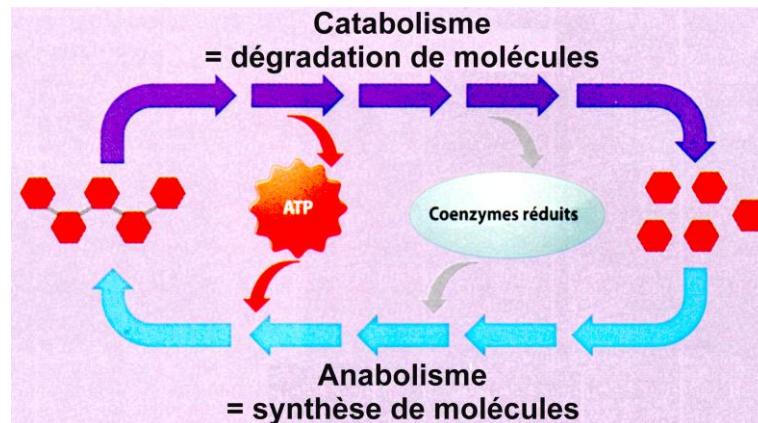 Catabolisme
= dégradation de molécules
ATP
Coenzymes réduits
Anabolisme
= synthèse de molécules